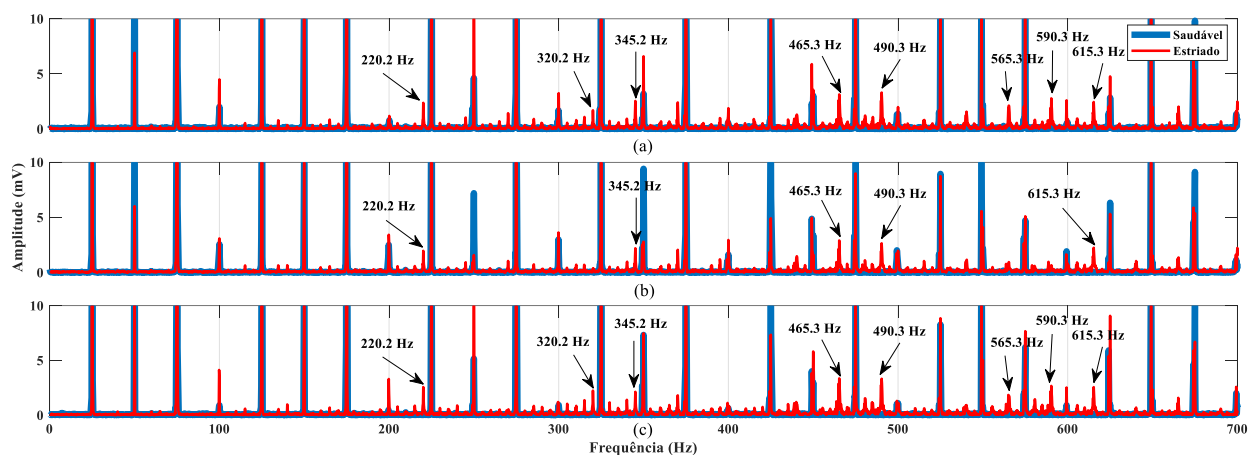 10
5
0
220.2 Hz
320.2 Hz
345.2 Hz
465.3 Hz
490.3 Hz
565.3 Hz
590.3 Hz
615.3 Hz
Saudável
Estriado
(a)
Amplitude (mV)
10
5
0
220.2 Hz
345.2 Hz
465.3 Hz
490.3 Hz
615.3 Hz
(b)
10
5
0
220.2 Hz
320.2 Hz
345.2 Hz
465.3 Hz
490.3 Hz
565.3 Hz
590.3 Hz
615.3 Hz
0 100 200 300 400 500 600 700
(c)
Frequência (Hz)